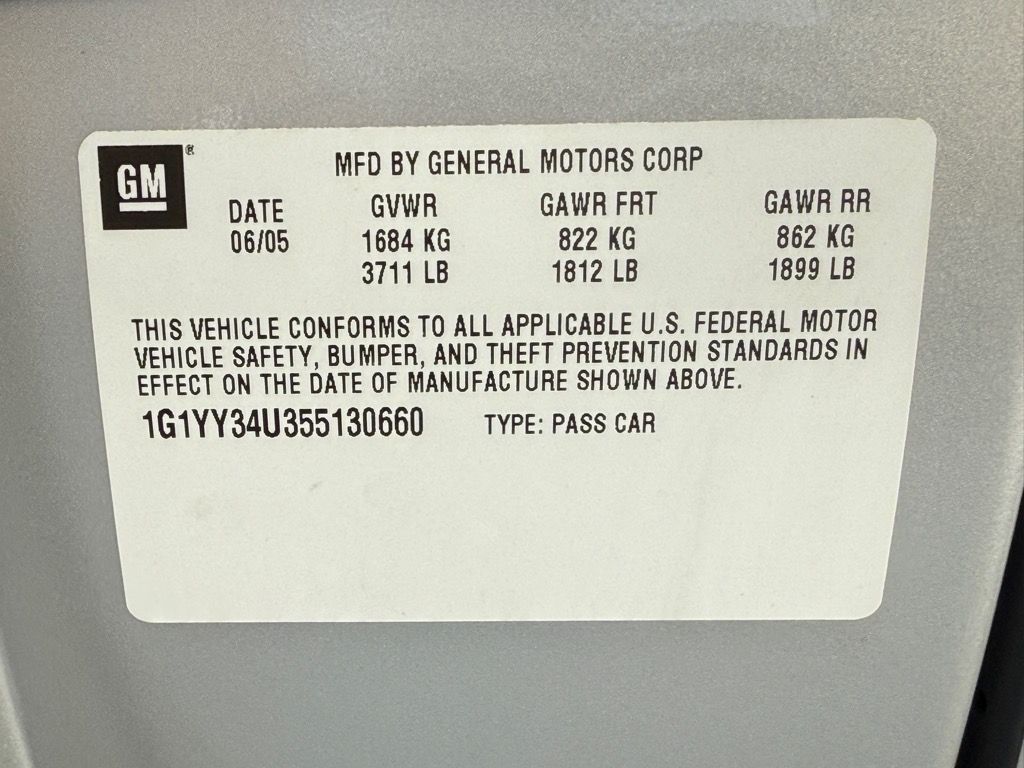 GM®
MFD BY GENERAL MOTORS CORP
DATE GVWR GAWR FRT GAWR RR
06/05 1684 KG 822 KG 862 KG
3711 LB 1812 LB 1899 LB
THIS VEHICLE CONFORMS TO ALL APPLICABLE U.S. FEDERAL MOTOR
VEHICLE SAFETY, BUMPER, AND THEFT PREVENTION STANDARDS IN
EFFECT ON THE DATE OF MANUFACTURE SHOWN ABOVE.
1G1YY34U355130660 TYPE: PASS CAR